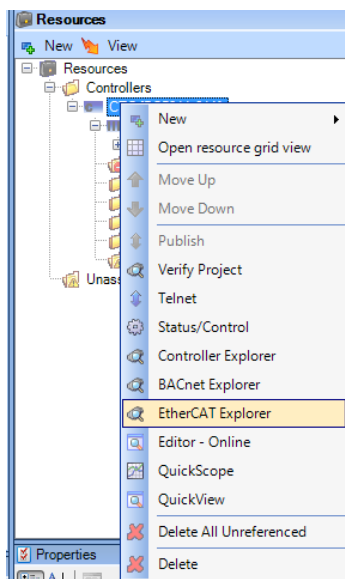 Resources
New View
Resources
Controllers
New
Open resource grid view
Move Up
Move Down
Publish
Verify Project
Telnet
Unass
Status/Control
Controller Explorer
BACnet Explorer
EtherCAT Explorer
Editor - Online
QuickScope
QuickView
Delete All Unreferenced
Properties
Delete